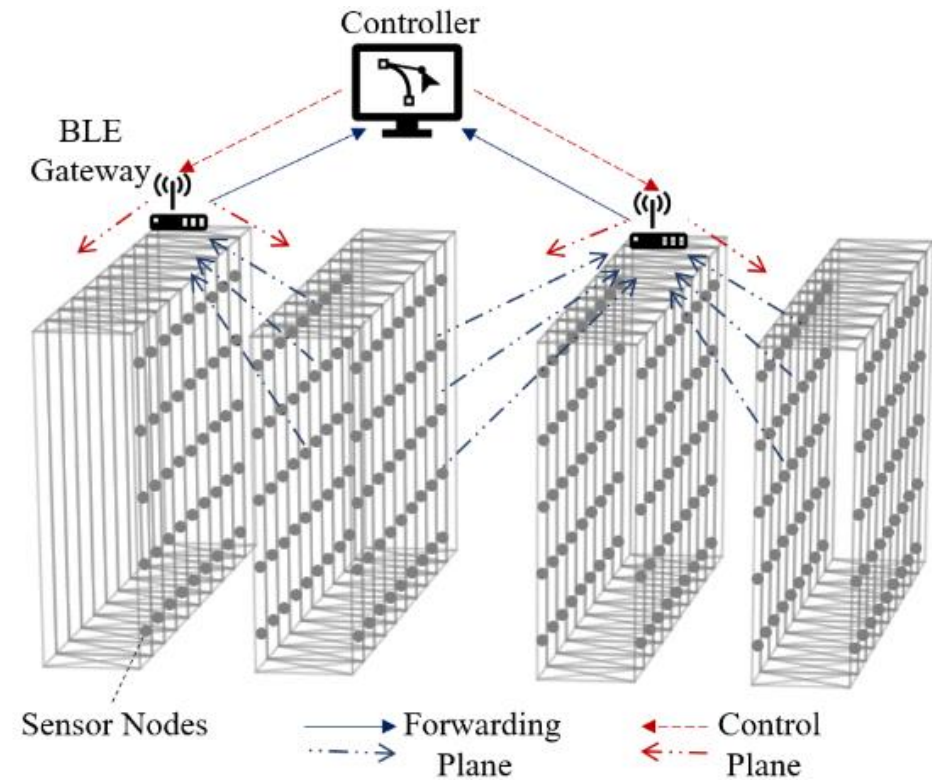 Controller
BLE
Gateway
Sensor Nodes
Forwarding
Plane
Control
Plane